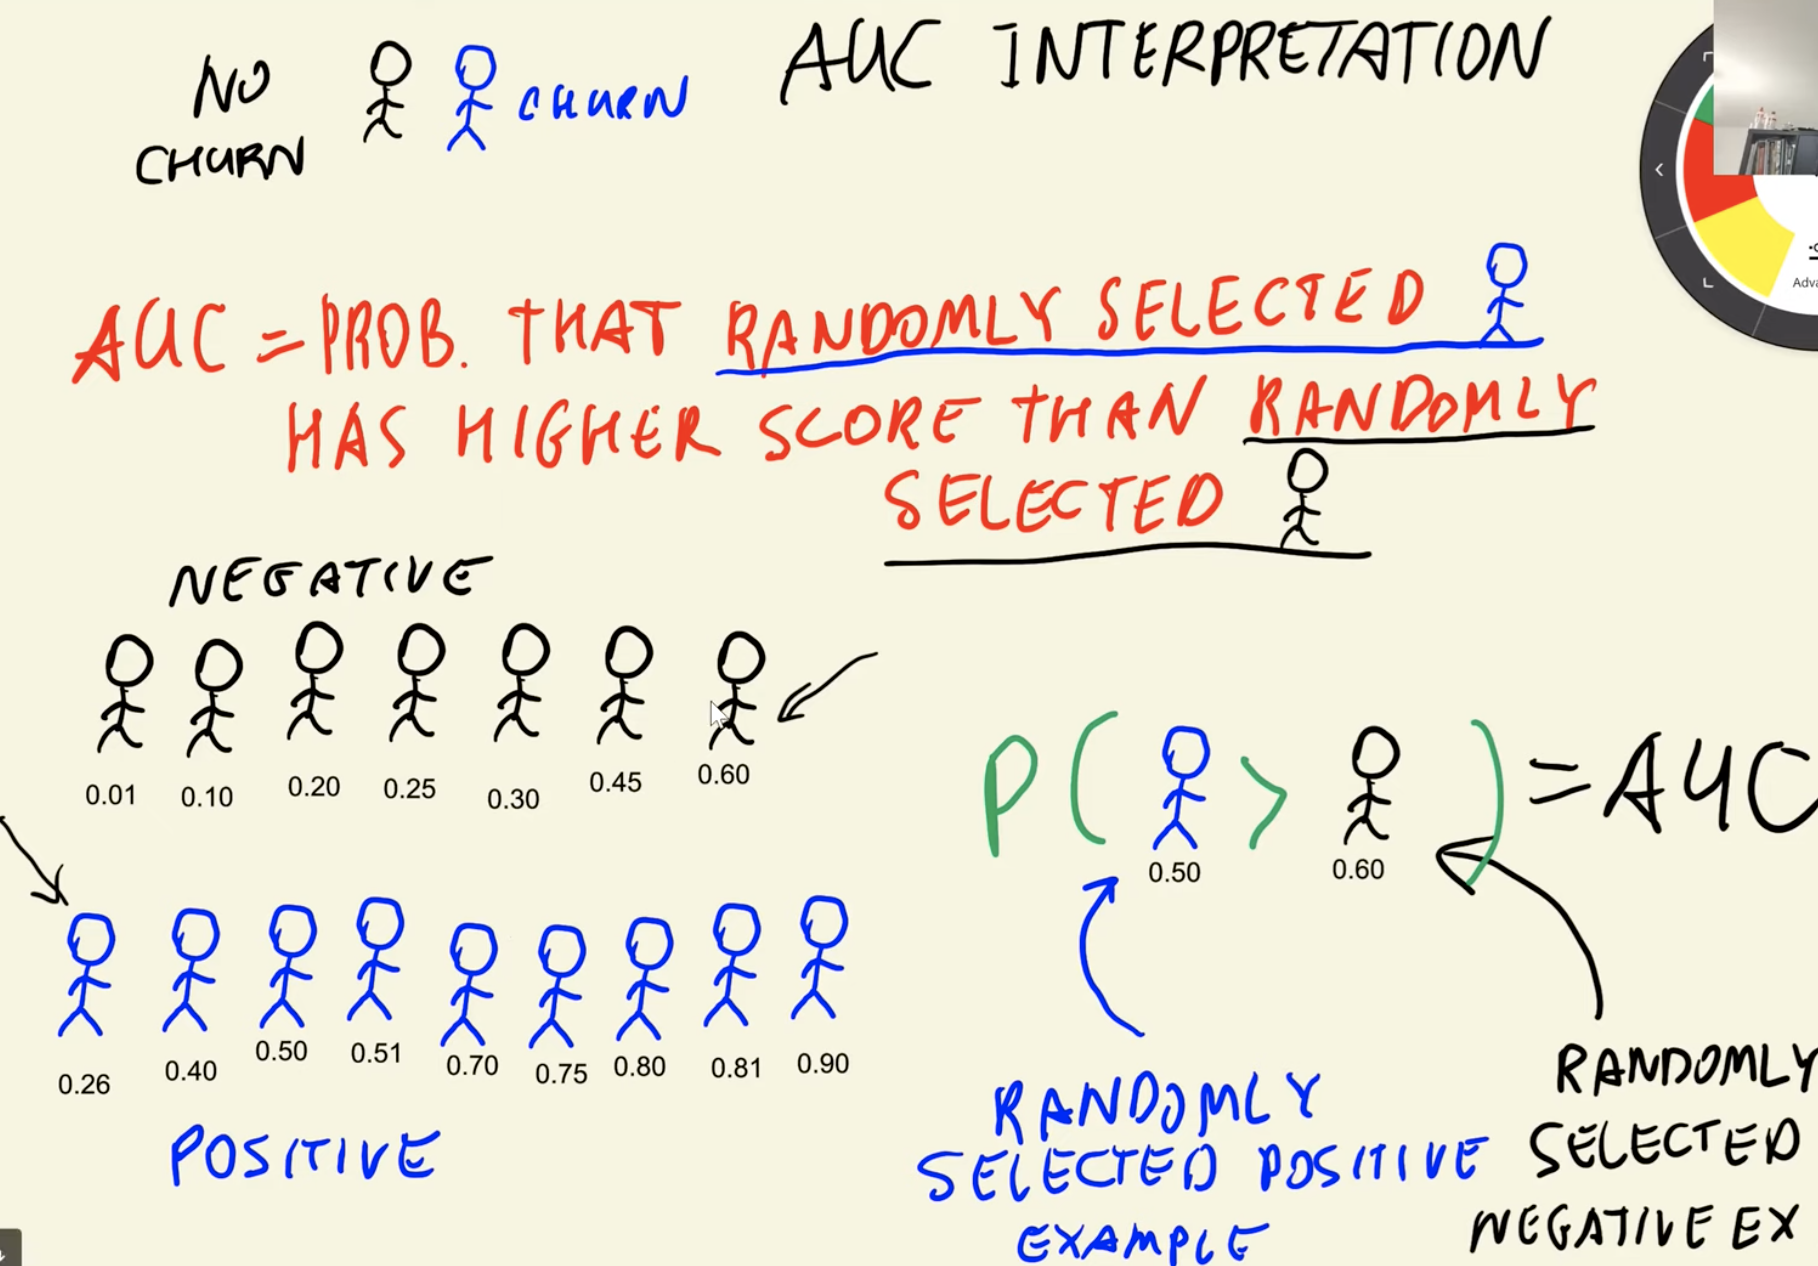 AUC INTERPRETATION
NO
CHURN
CHURN
AUC = PROB. THAT RANDOMLY SELECTED
HAS HIGHER SCORE THAN RANDOMLY
SELECTED
NEGATIVE
0.01 0.10 0.20 0.25 0.30 0.45 0.60
P( > ) = AUC
0.50 0.60
0.26 0.40 0.50 0.51 0.70 0.75 0.80 0.81 0.90
POSITIVE
RANDOMLY
SELECTED POSITIVE
EXAMPLE
RANDOMLY
SELECTED
NEGATIVE EX